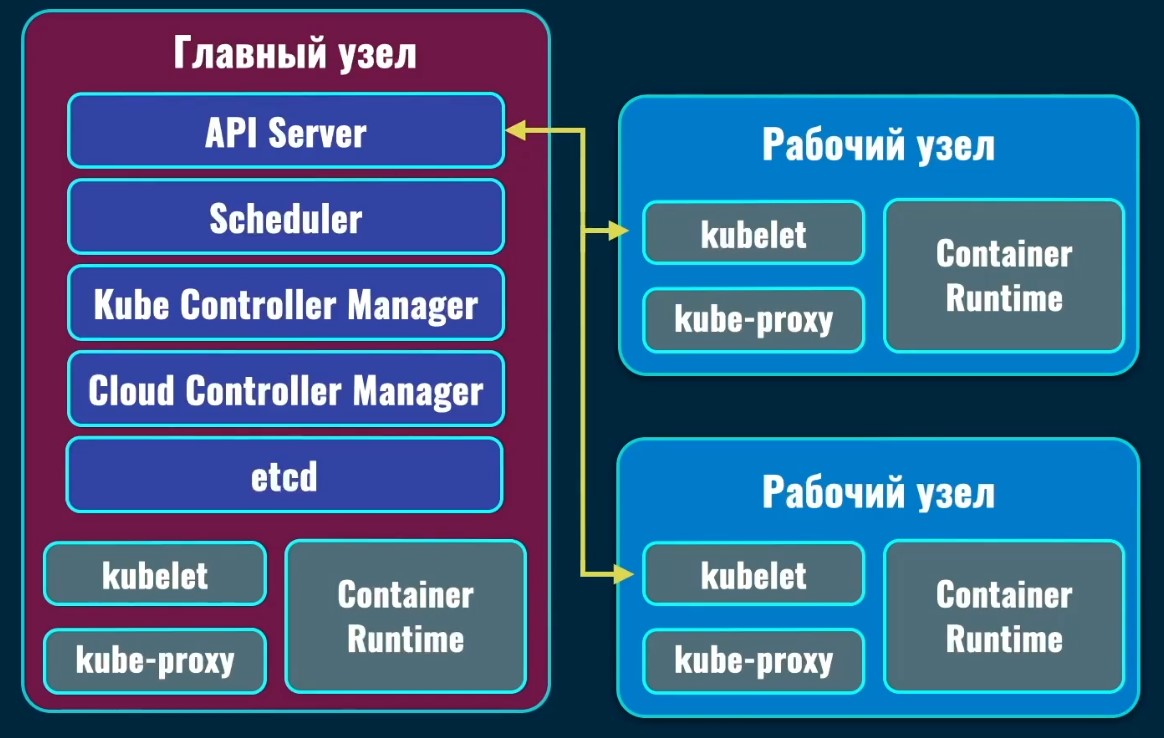 Главный узел
API Server
Scheduler
Kube Controller Manager
Cloud Controller Manager
etcd
kubelet
kube-proxy
Container
Runtime
Рабочий узел
kubelet
kube-proxy
Container
Runtime
Рабочий узел
kubelet
kube-proxy
Container
Runtime